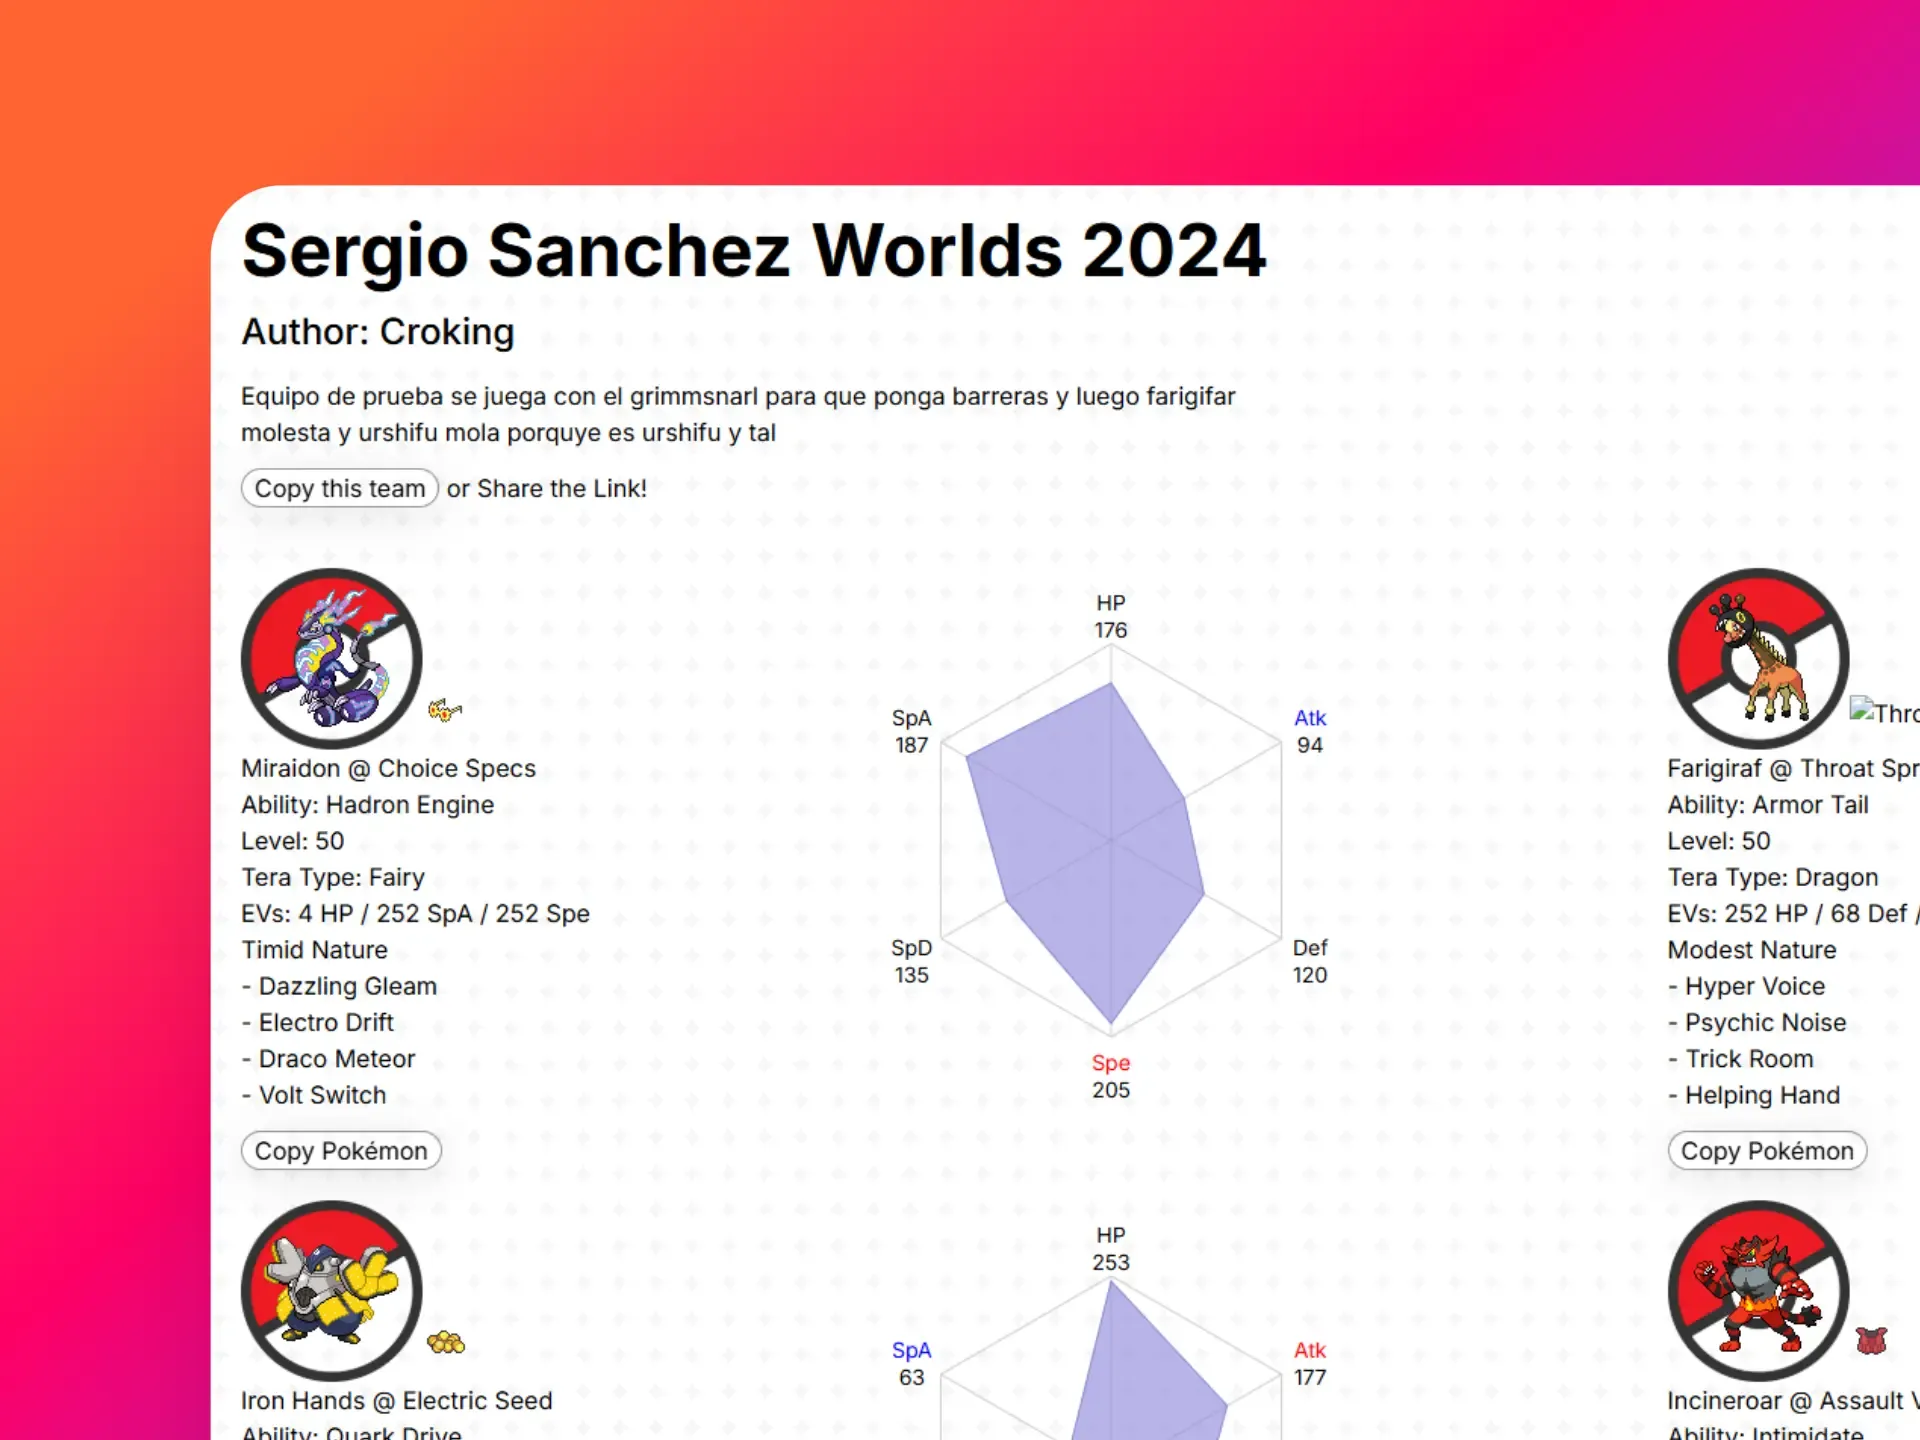 Sergio Sanchez Worlds 2024
Author: Croking
Equipo de prueba se juega con el grimmsnarl para que ponga barreras y luego farigifar
molesta y urshifu mola porquye es urshifu y tal
Copy this team or Share the Link!
Miraidon @ Choice Specs
Ability: Hadron Engine
Level: 50
Tera Type: Fairy
EVs: 4 HP / 252 SpA / 252 Spe
Timid Nature
- Dazzling Gleam
- Electro Drift
- Draco Meteor
- Volt Switch
Copy Pokémon
HP
176
SpA
187
Atk
94
SpD
135
Def
120
Spe
205
Thro
Farigiraf @ Throat Spr
Ability: Armor Tail
Level: 50
Tera Type: Dragon
EVs: 252 HP / 68 Def /
Modest Nature
- Hyper Voice
- Psychic Noise
- Trick Room
- Helping Hand
Copy Pokémon
Iron Hands @ Electric Seed
Ability: Quark Drive
HP
253
SpA
63
Atk
177
Incineroar @ Assault V
Ability: Intimidate